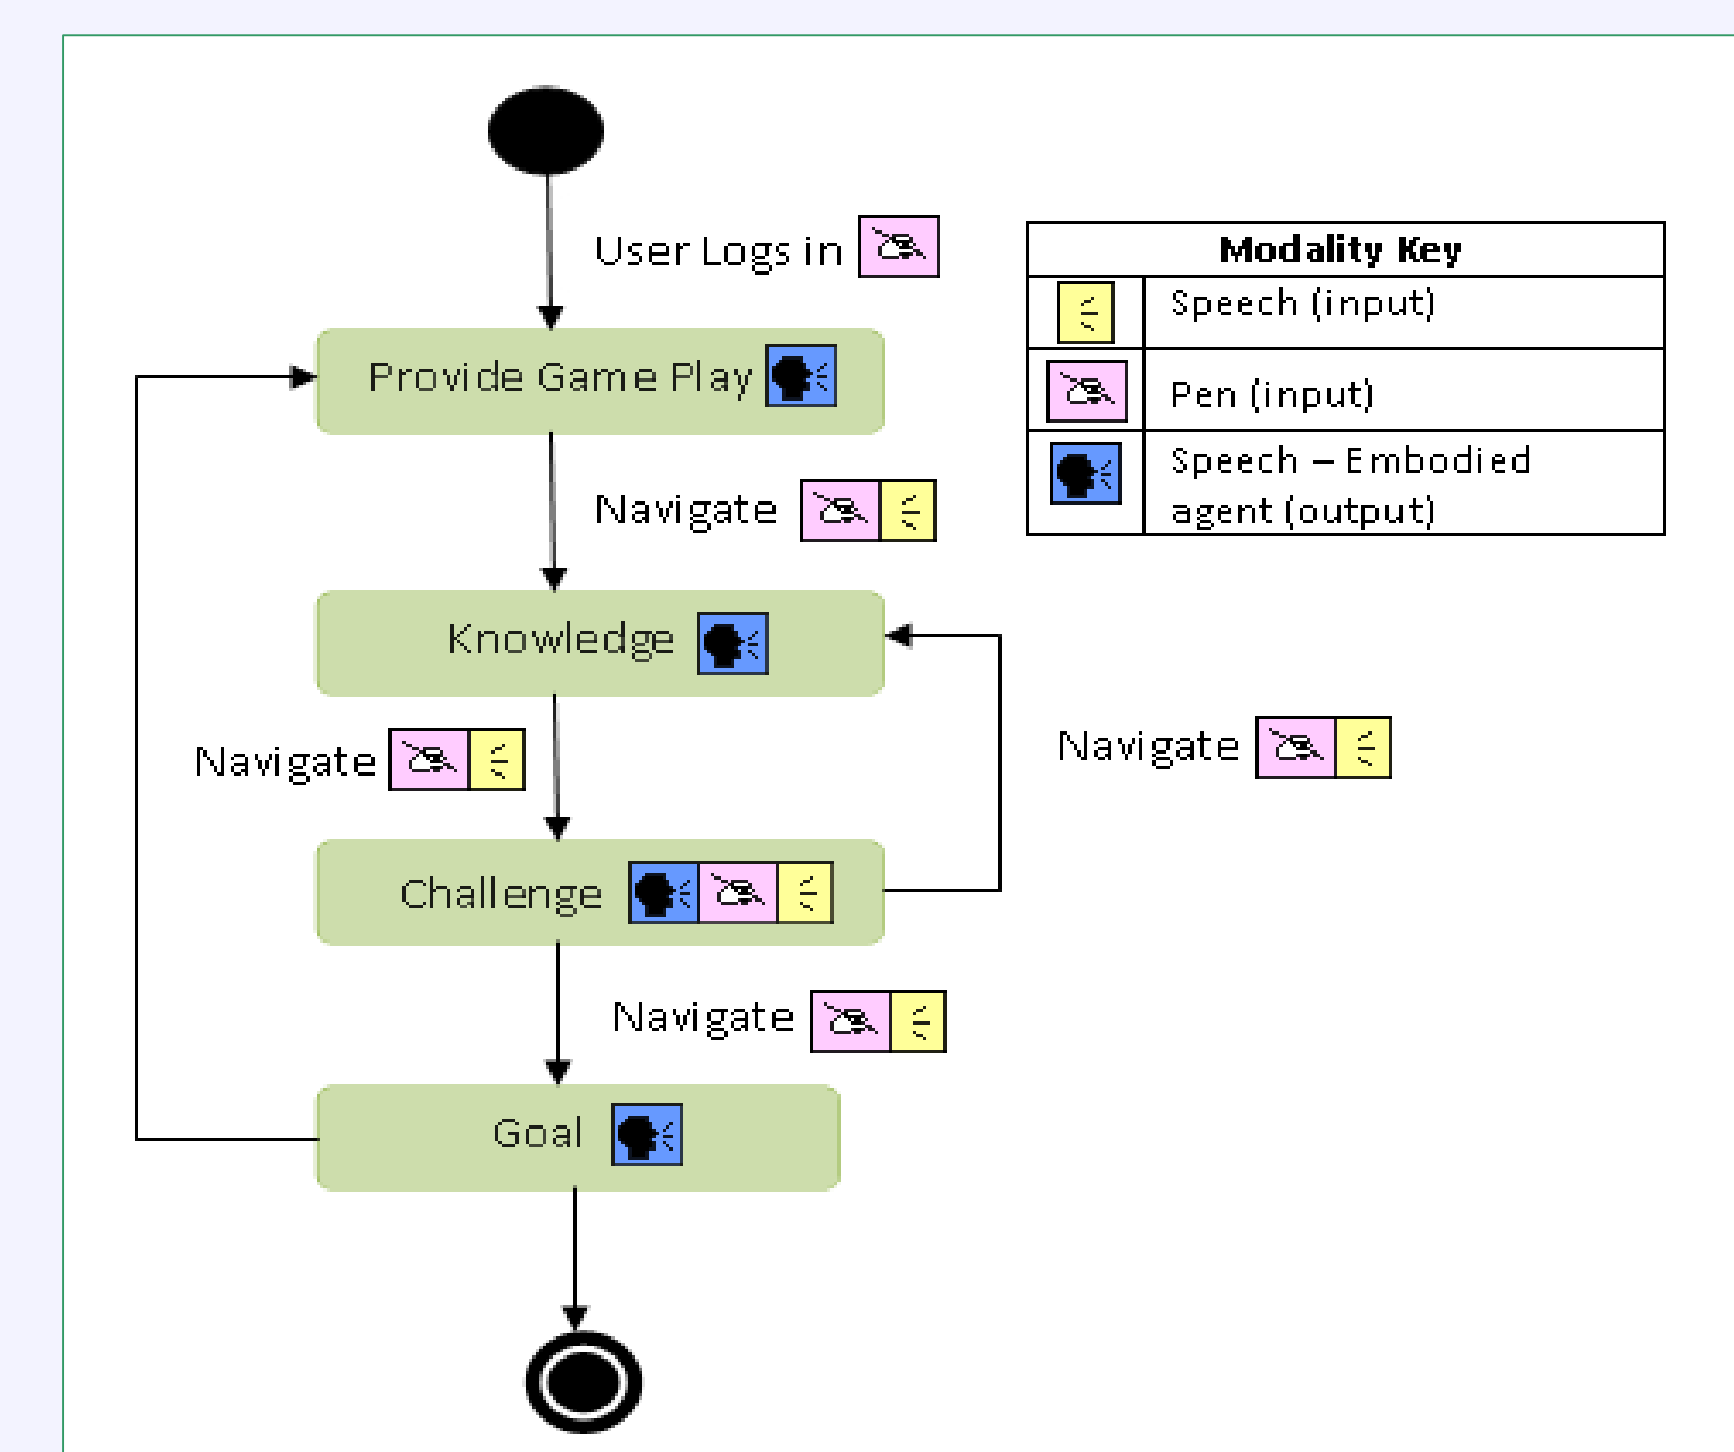 User Logs in
Modality Key
Speech (input)
Pen (input)
Speech – Embodied
agent (output)
Provide Game Play
Navigate
Knowledge
Navigate
Navigate
Challenge
Navigate
Goal